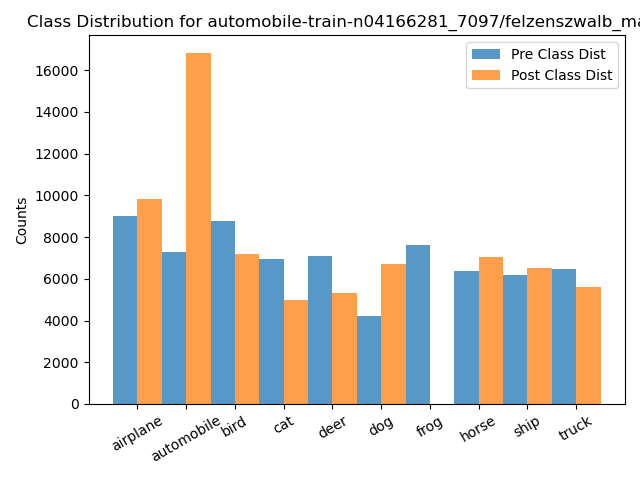 Class Distribution for automobile-train-n04166281_7097/felzenszwalb_ma
Pre Class Dist
Post Class Dist
Counts
16000
14000
12000
10000
8000
6000
4000
2000
0
airplane
automobile
bird
cat
deer
dog
frog
horse
ship
truck